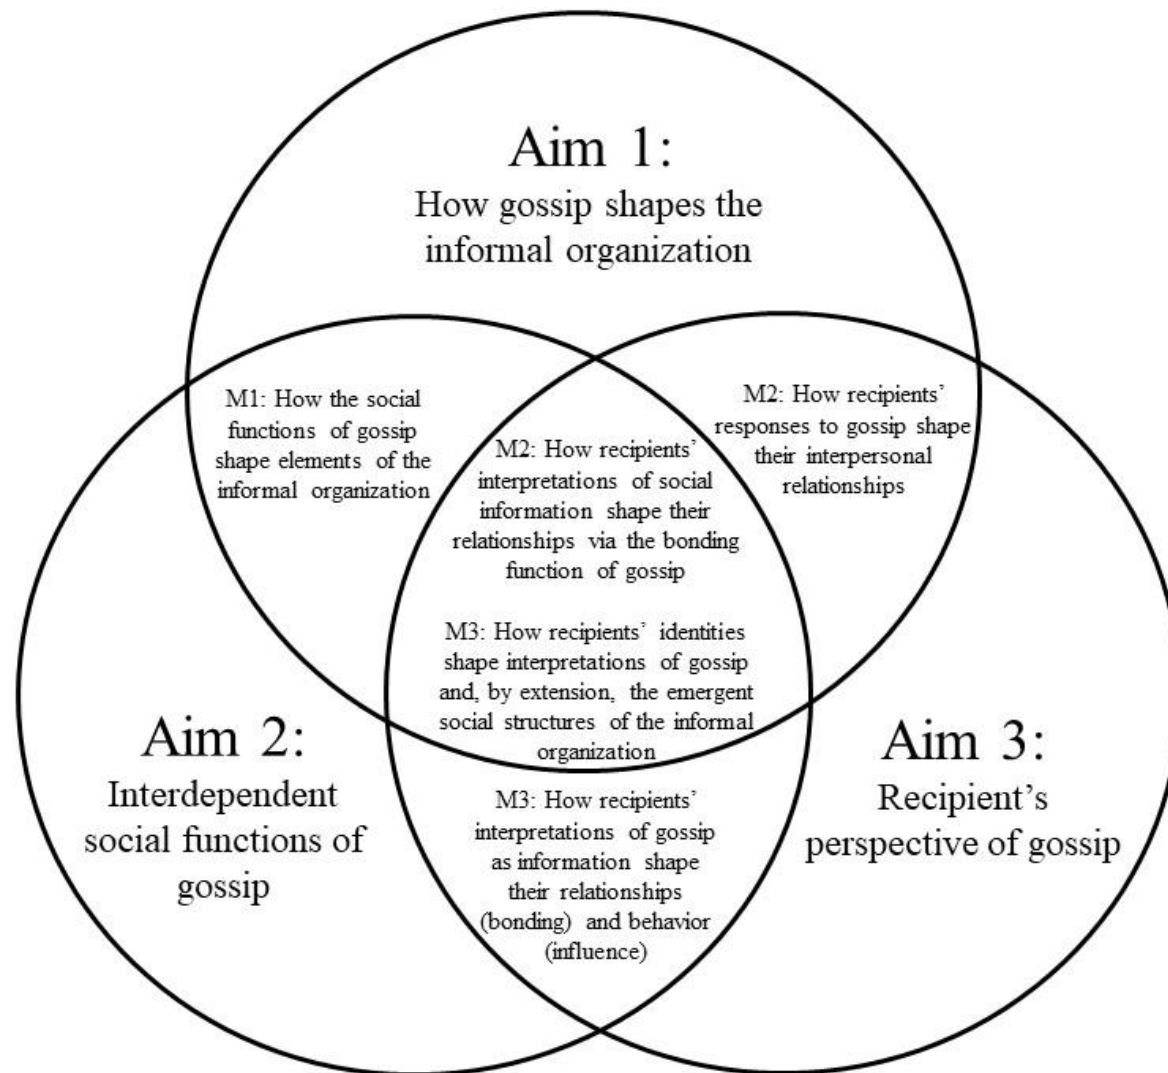 Aim 1:
How gossip shapes the
informal organization
M1: How the social
functions of gossip
shape elements of the
informal organization
M2: How recipients’
interpretations of social
information shape their
relationships via the bonding
function of gossip
M2: How recipients’
responses to gossip shape
their interpersonal
relationships
M3: How recipients’ identities
shape interpretations of gossip
and, by extension, the emergent
social structures of the informal
organization
Aim 2:
Interdependent
social functions of
gossip
Aim 3:
Recipient’s
perspective of gossip
M3: How recipients’
interpretations of gossip
as information shape
their relationships
(bonding) and behavior
(influence)